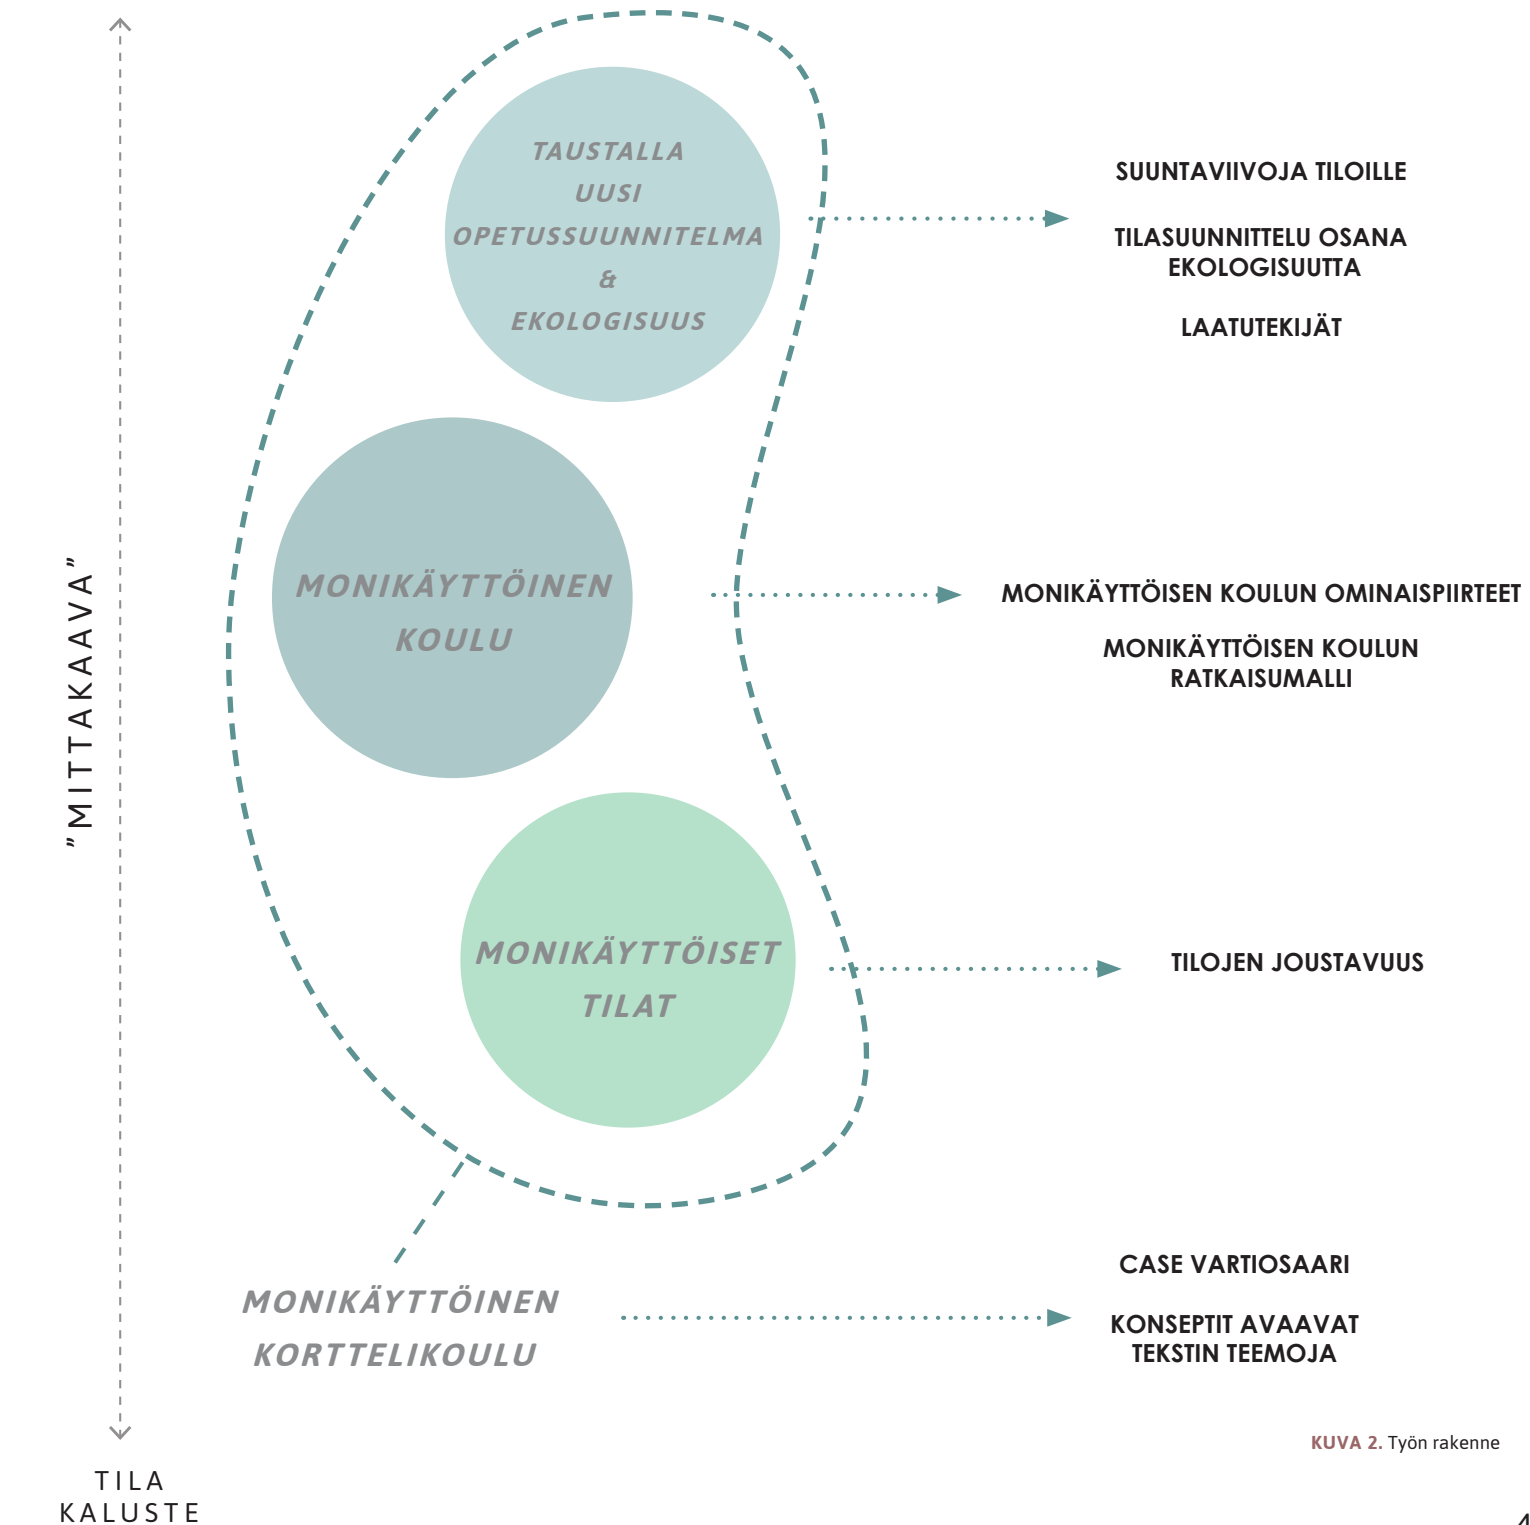 TAUSTALLA
UUSI
OPETUSSUUNNITELMA
&
EKOLOGISUUS
SUUNTAVIIVOJA TILOILLE
TILASUUNNITTELU OSANA
EKOLOGISUUTTA
LAATUTEKIJÄT
"MITTAKAAVA"
MONIKÄYTTÖINEN
KOULU
MONIKÄYTTÖISEN KOULUN OMINAISPIIRTEET
MONIKÄYTTÖISEN KOULUN
RATKAISUMALLI
MONIKÄYTTÖISET
TILAT
TILOJEN JOUSTAVUUS
MONIKÄYTTÖINEN
KORTTELIKOULU
CASE VARTIOSAARI
KONSEPTIT AVAAVAT
TEKSTIN TEEMOJA
KUVA 2. Työn rakenne
TILA
KALUSTE